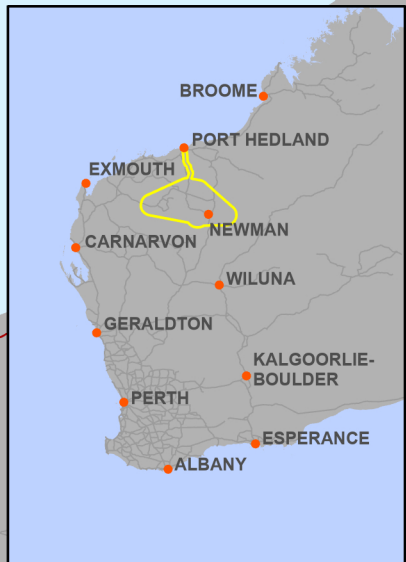 BROOME
PORT HEDLAND
EXMOUTH
NEWMAN
CARNARVON
WILUNA
GERALDTON
KALGOORLIE-
BOULDER
PERTH
ESPERANCE
ALBANY